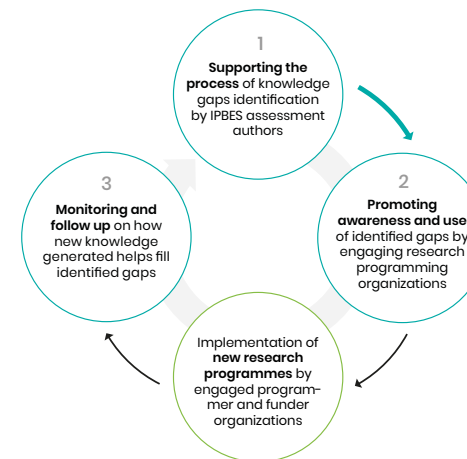 1
Supporting the
process of knowledge
gaps identification
by IPBES assessment
authors
2
Promoting
awareness and use
of identified gaps by
engaging research
programming
organizations
Implementation of
new research
programmes by
engaged program-
mer and funder
organizations
3
Monitoring and
follow up on how
new knowledge
generated helps fill
identified gaps